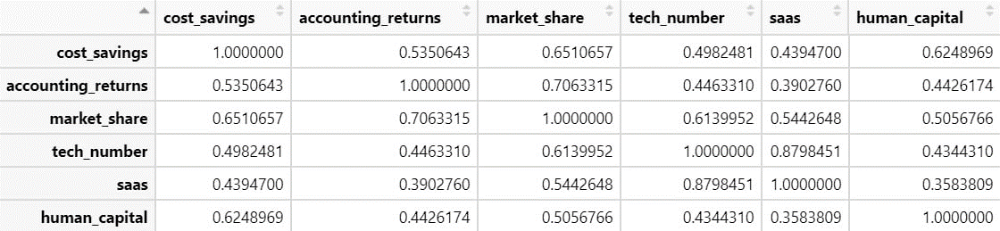 cost_savings accounting_returns market_share tech_number saas human_capital
cost_savings 1.0000000 0.5350643 0.6510657 0.4982481 0.4394700 0.6248969
accounting_returns 0.5350643 1.0000000 0.7063315 0.4463310 0.3902760 0.4426174
market_share 0.6510657 0.7063315 1.0000000 0.6139952 0.5442648 0.5056766
tech_number 0.4982481 0.4463310 0.6139952 1.0000000 0.8798451 0.4344310
saas 0.4394700 0.3902760 0.5442648 0.8798451 1.0000000 0.3583809
human_capital 0.6248969 0.4426174 0.5056766 0.4344310 0.3583809 1.0000000